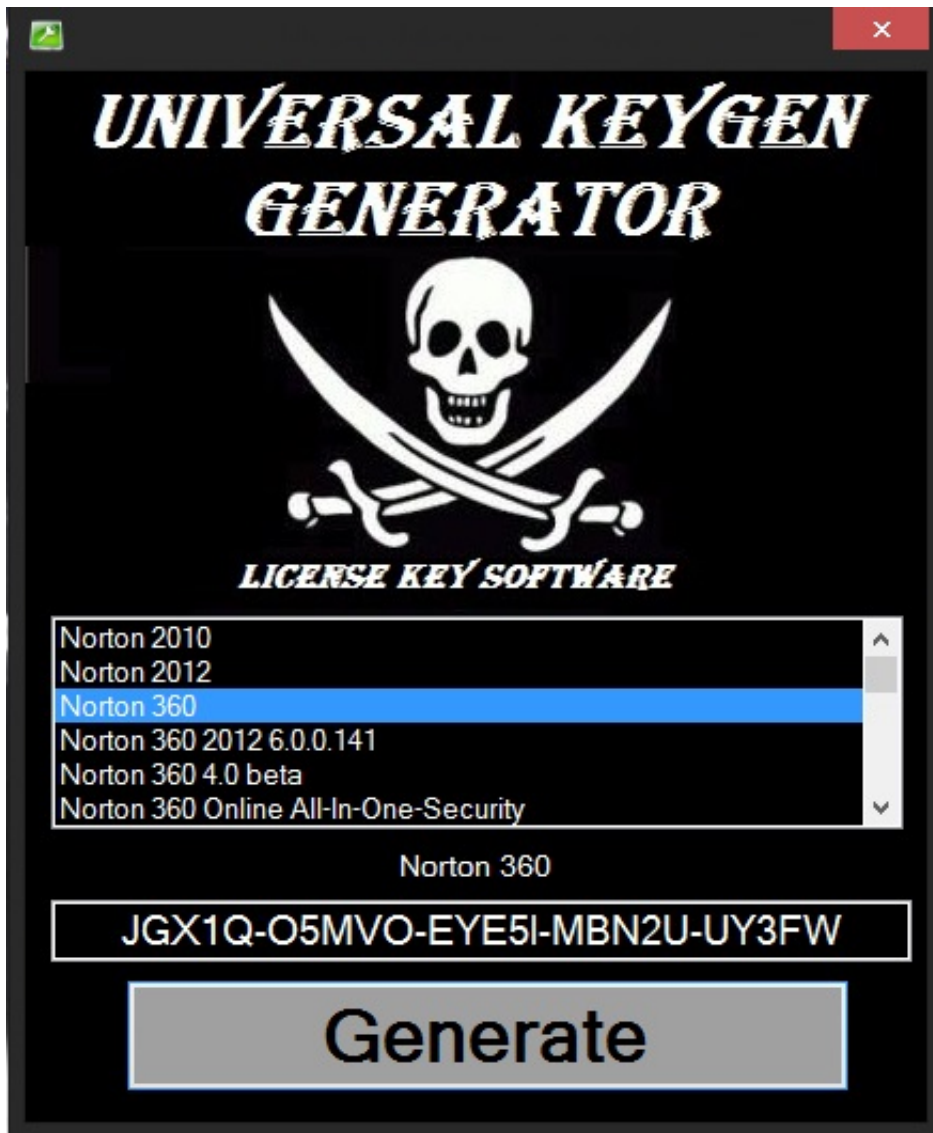 UNIVERSAL KEYGEN
GENERATOR
LICENSE KEY SOFTWARE
Norton 2010
Norton 2012
Norton 360
Norton 360 2012 6.0.0.141
Norton 360 4.0 beta
Norton 360 Online All-In-One-Security
Norton 360
JGX1Q-O5MVO-EYE5I-MBN2U-UY3FW
Generate